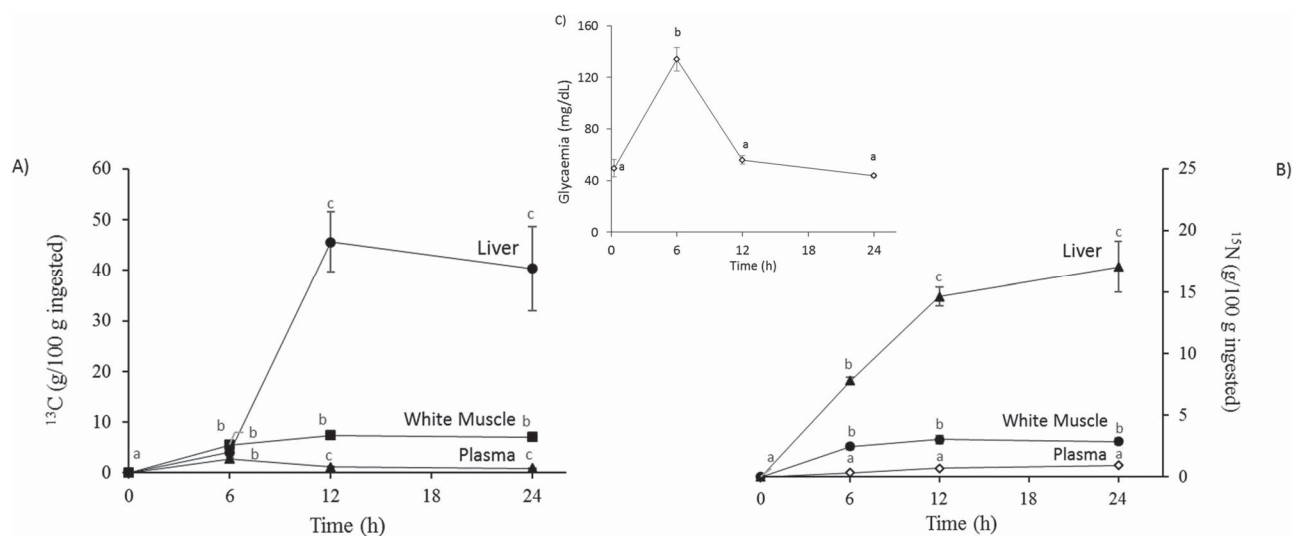 C)
160
120
80
40
0
Glycaemia (mg/dL)
a
b
a
a
0 6 12 18 24
Time (h)
A)
60
50
40
30
20
10
0
¹³C (g/100 g ingested)
c
c
Liver
White Muscle
b
b
b
b
a
b
c
c
Plasma
0 6 12 18 24
Time (h)
B)
25
20
15
10
5
0
¹⁵N (g/100 g ingested)
Liver
c
c
b
White Muscle
b
b
b
Plasma
a
a
a
a
0 6 12 18 24
Time (h)